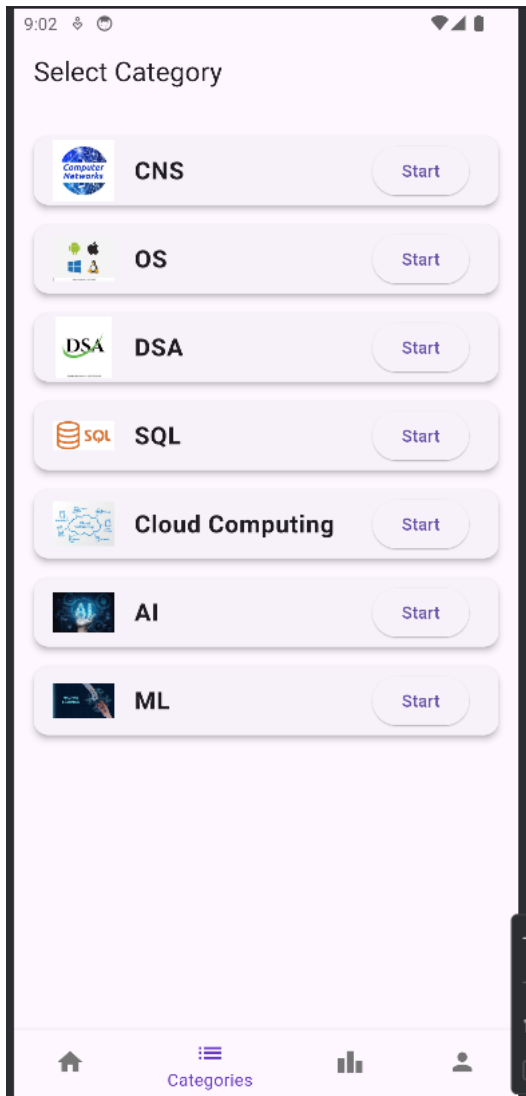 9:02
Select Category
Computer
Networks
CNS
Start
OS
Start
DSA
DSA
Start
SQL
SQL
Start
Cloud Computing
Start
AI
AI
Start
ML
Start
Categories